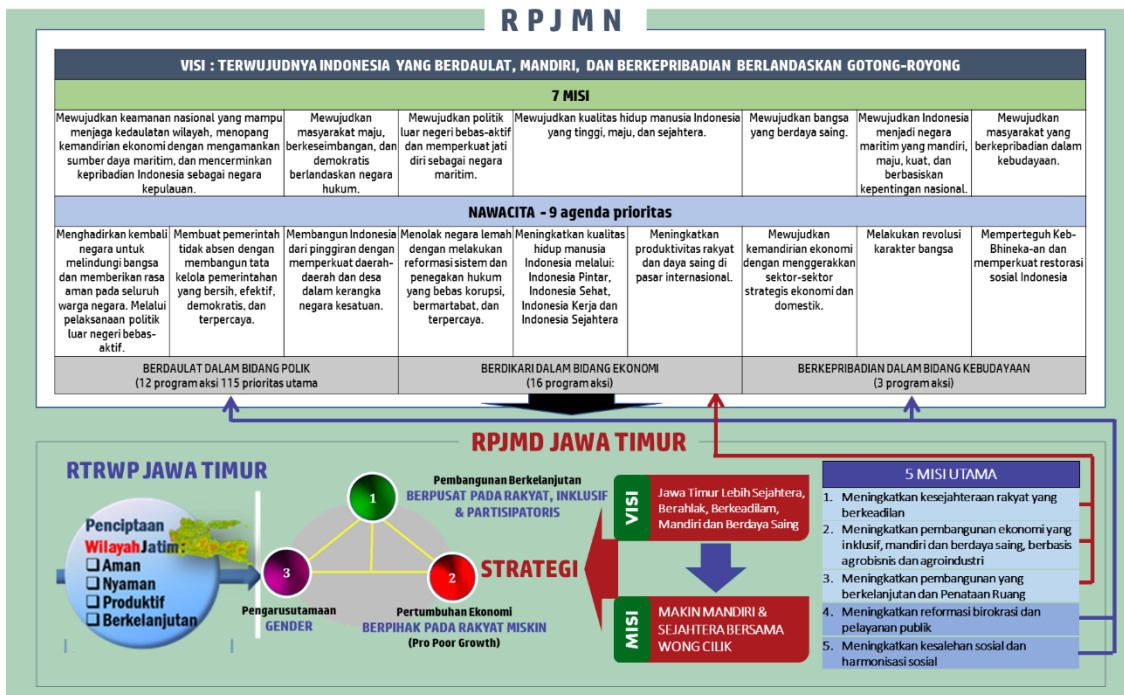 RPJMN
VISI : TERWUJUDNYA INDONESIA YANG BERDAULAT, MANDIRI, DAN BERKEPRIBADIAN BERLANDASKAN GOTONG-ROYONG
7 MISI
Mewujudkan keamanan nasional yang mampu
menjaga kedaulatan wilayah, menopang
kemandirian ekonomi dengan mengamankan
sumber daya maritim, dan mencerminkan
kepribadian Indonesia sebagai negara
kepulauan.
Mewujudkan
masyarakat maju,
berkeseimbangan, dan
demokratis
berlandaskan negara
hukum.
Mewujudkan politik
luar negeri bebas-aktif
dan memperkuat jati
diri sebagai negara
maritim.
Mewujudkan kualitas hidup manusia Indonesia
yang tinggi, maju, dan sejahtera.
Mewujudkan bangsa
yang berdaya saing.
Mewujudkan Indonesia
menjadi negara
maritim yang mandiri,
maju, kuat, dan
berbasiskan
kepentingan nasional.
Mewujudkan
masyarakat yang
berkepribadian dalam
kebudayaan.
NAWACITA - 9 agenda prioritas
Menghadirkan kembali
negara untuk
melindungi bangsa
dan memberikan rasa
aman pada seluruh
warga negara. Melalui
pelaksanaan politik
luar negeri bebas-
aktif.
Membuat pemerintah
tidak absen dengan
membangun tata
kelola pemerintahan
yang bersih, efektif,
demokratis, dan
terpercaya.
Membangun Indonesia
dari pinggiran dengan
memperkuat daerah-
daerah dan desa
dalam kerangka
negara kesatuan.
Menolak negara lemah
dengan melakukan
reformasi sistem dan
penegakan hukum
yang bebas korupsi,
bermartabat, dan
terpercaya.
Meningkatkan kualitas
hidup manusia
Indonesia melalui:
Indonesia Pintar,
Indonesia Sehat,
Indonesia Kerja dan
Indonesia Sejahtera
Meningkatkan
produktivitas rakyat
dan daya saing di
pasar internasional.
Mewujudkan
kemandirian ekonomi
dengan menggerakkan
sektor-sektor
strategis ekonomi dan
domestik.
Melakukan revolusi
karakter bangsa
Memperteguh Keb-
Bhineka-an dan
memperkuat restorasi
sosial Indonesia
BERDAULAT DALAM BIDANG POLIK
(12 program aksi 115 prioritas utama
BERDIKARI DALAM BIDANG EKONOMI
(16 program aksi)
BERKEPRIBADIAN DALAM BIDANG KEBUDAYAAN
(3 program aksi)
RPJMD JAWA TIMUR
RTRWP JAWA TIMUR
Penciptaan
Wilayah Jatim :
Aman
Nyaman
Produktif
Berkelanjutan
1
Pembangunan Berkelanjutan
BERPUSAT PADA RAKYAT, INKLUSIF
& PARTISIPATORIS
3
Pengarusutamaan
GENDER
2
Pertumbuhan Ekonomi
BERPIHAK PADA RAKYAT MISKIN
(Pro Poor Growth)
STRATEGI
VISI
Jawa Timur Lebih Sejahtera,
Berahlak, Berkeadilam,
Mandiri dan Berdaya Saing
MISI
MAKIN MANDIRI &
SEJAHTERA BERSAMA
WONG CILIK
5 MISI UTAMA
1. Meningkatkan kesejahteraan rakyat yang
berkeadilan
2. Meningkatkan pembangunan ekonomi yang
inklusif, mandiri dan berdaya saing, berbasis
agrobisnis dan agroindustri
3. Meningkatkan pembangunan yang
berkelanjutan dan Penataan Ruang
4. Meningkatkan reformasi birokrasi dan
pelayanan publik
5. Meningkatkan kesalehan sosial dan
harmonisasi sosial